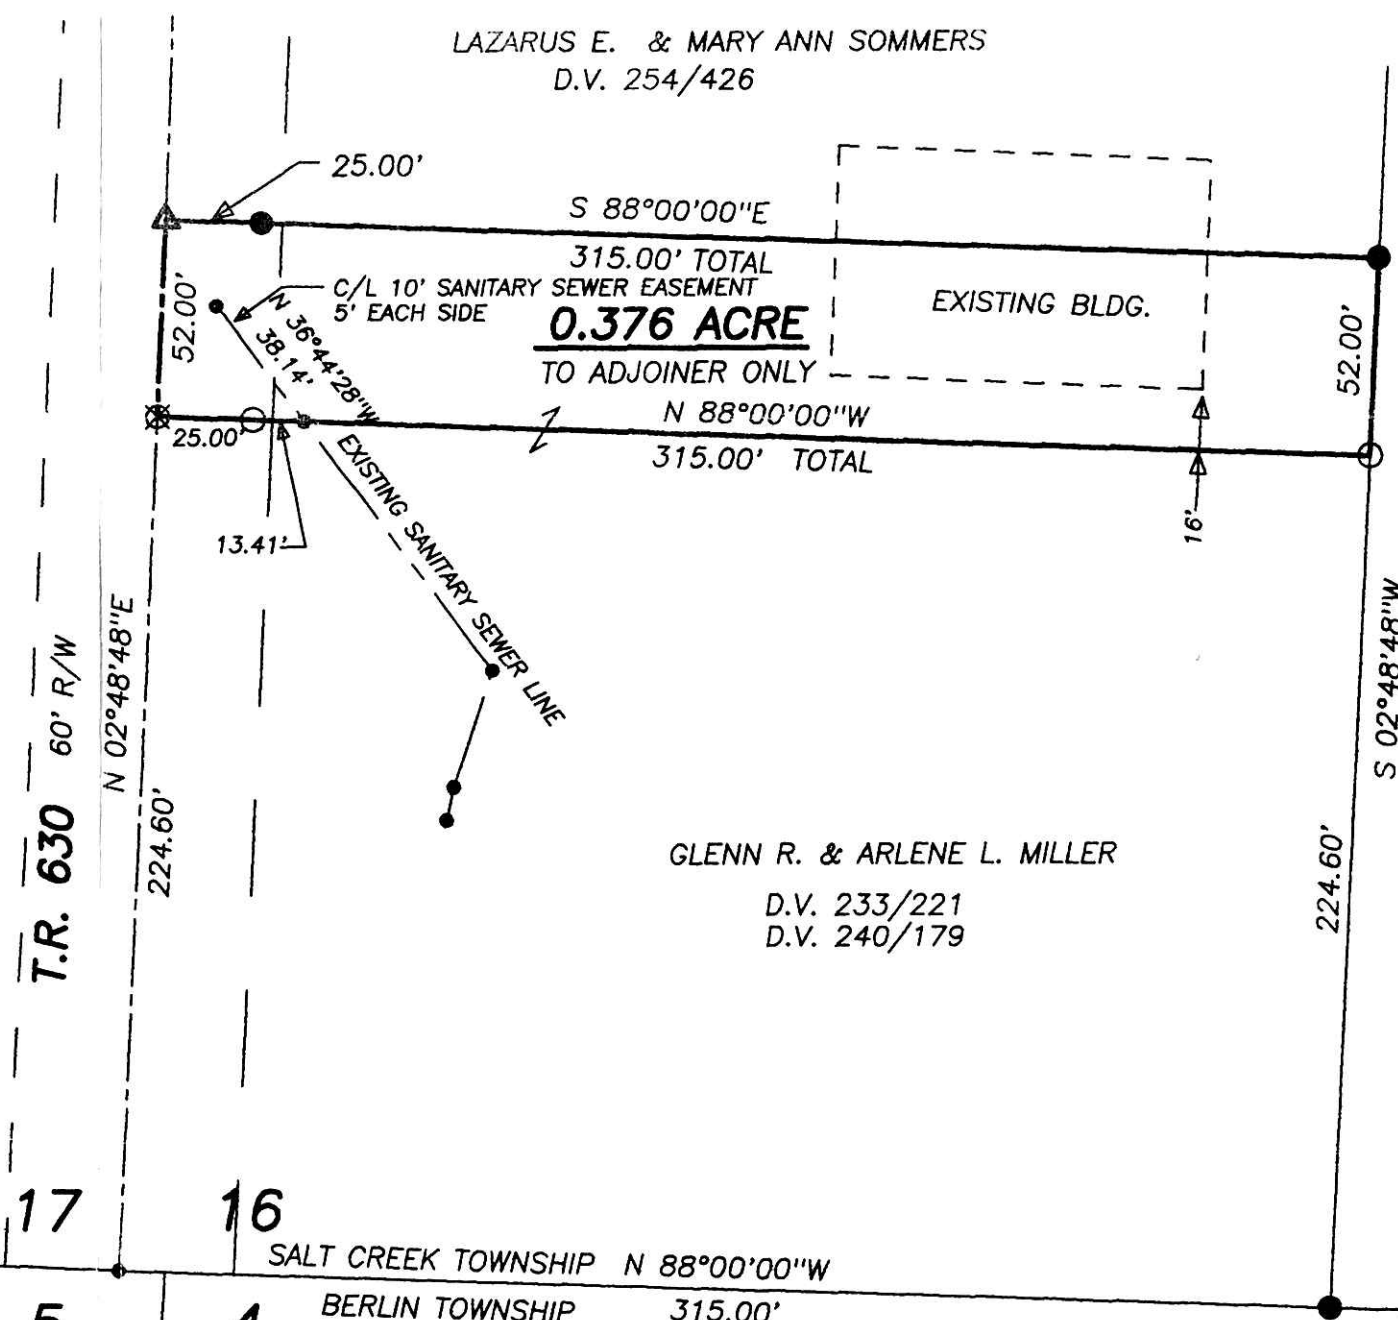 LAZARUS E. & MARY ANN SOMMERS
D.V. 254/426
25.00'
S 88°00'00"E
315.00' TOTAL
C/L 10' SANITARY SEWER EASEMENT
5' EACH SIDE
0.376 ACRE
TO ADJOINER ONLY
EXISTING BLDG.
52.00'
52.00'
N 36°44'28"W
38.14'
N 88°00'00"W
315.00' TOTAL
25.00'
13.41'
16'
EXISTING SANITARY SEWER LINE
N 02°48'48"E
224.60'
T.R. 630 60' R/W
S 02°48'48"W
224.60'
GLENN R. & ARLENE L. MILLER
D.V. 233/221
D.V. 240/179
17 16
SALT CREEK TOWNSHIP N 88°00'00"W
BERLIN TOWNSHIP 315.00'
5 4